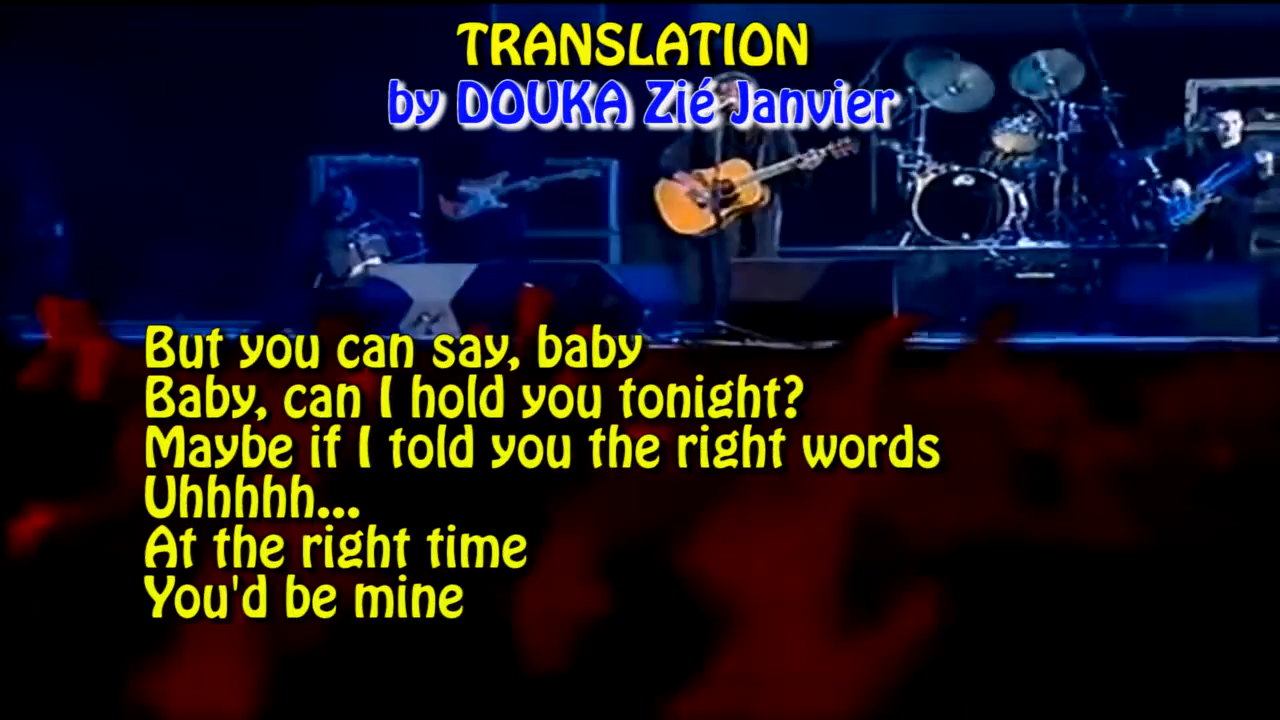 TRANSLATION
by DOUKA Zié Janvier
But you can say, baby
Baby, can I hold you tonight?
Maybe if I told you the right words
Uhhhhh...
At the right time
You'd be mine